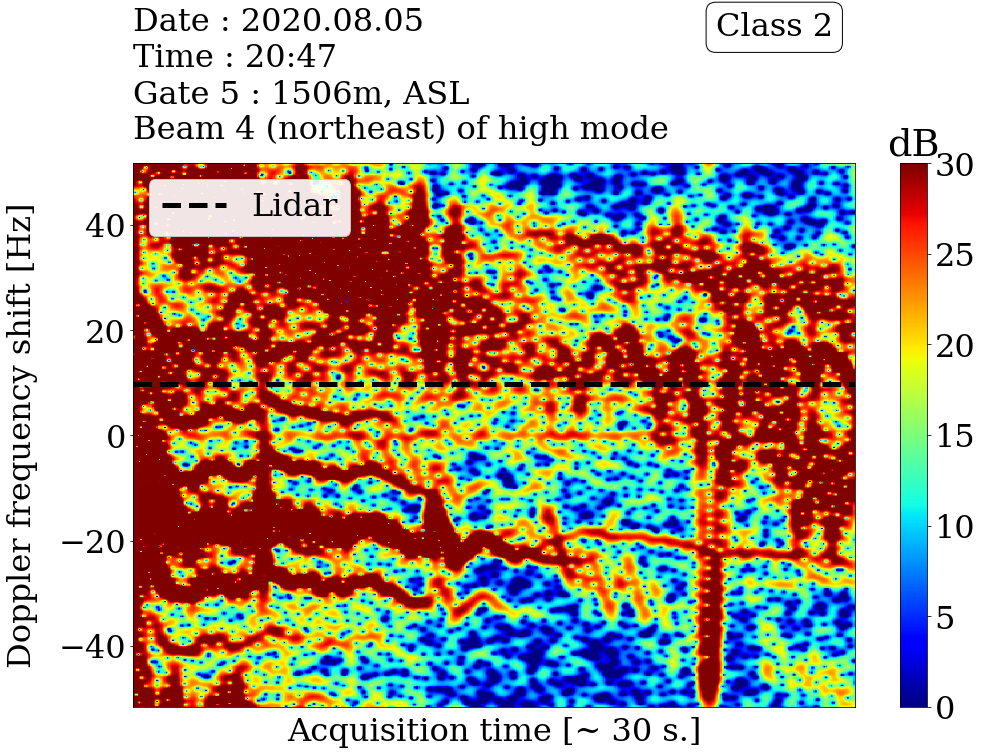 Date : 2020.08.05
Time : 20:47
Gate 5 : 1506m, ASL
Beam 4 (northeast) of high mode
Class 2
dB
Lidar
Doppler frequency shift [Hz]
40
20
0
−20
−40
30
25
20
15
10
5
0
Acquisition time [~ 30 s.]